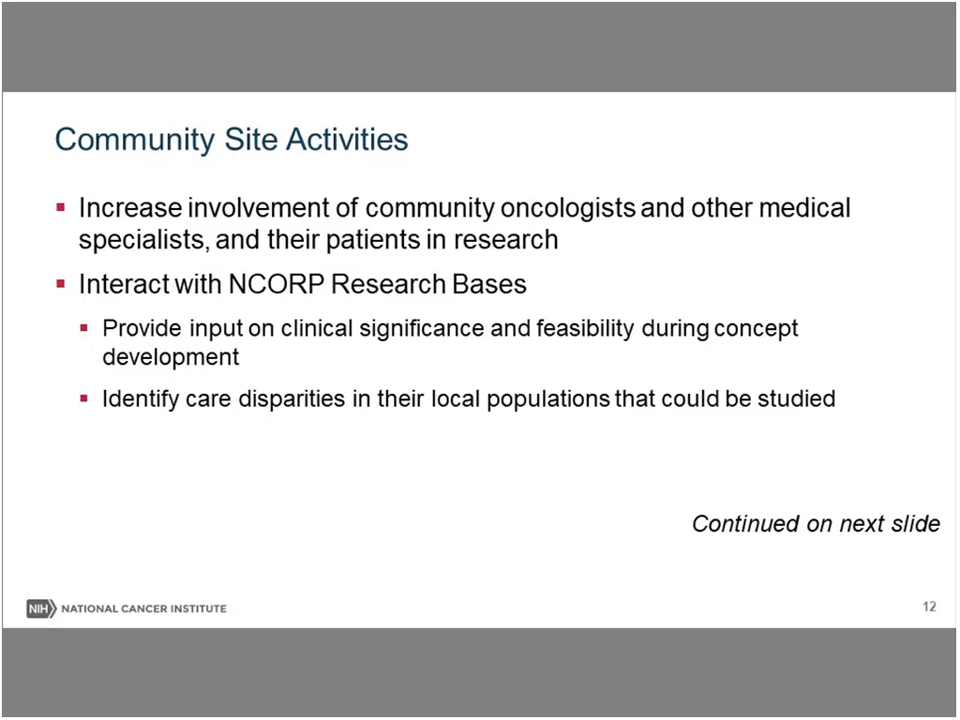 Community Site Activities
Increase involvement of community oncologists and other medical
specialists, and their patients in research
Interact with NCORP Research Bases
Provide input on clinical significance and feasibility during concept
development
Identify care disparities in their local populations that could be studied
Continued on next slide
NIH NATIONAL CANCER INSTITUTE
12